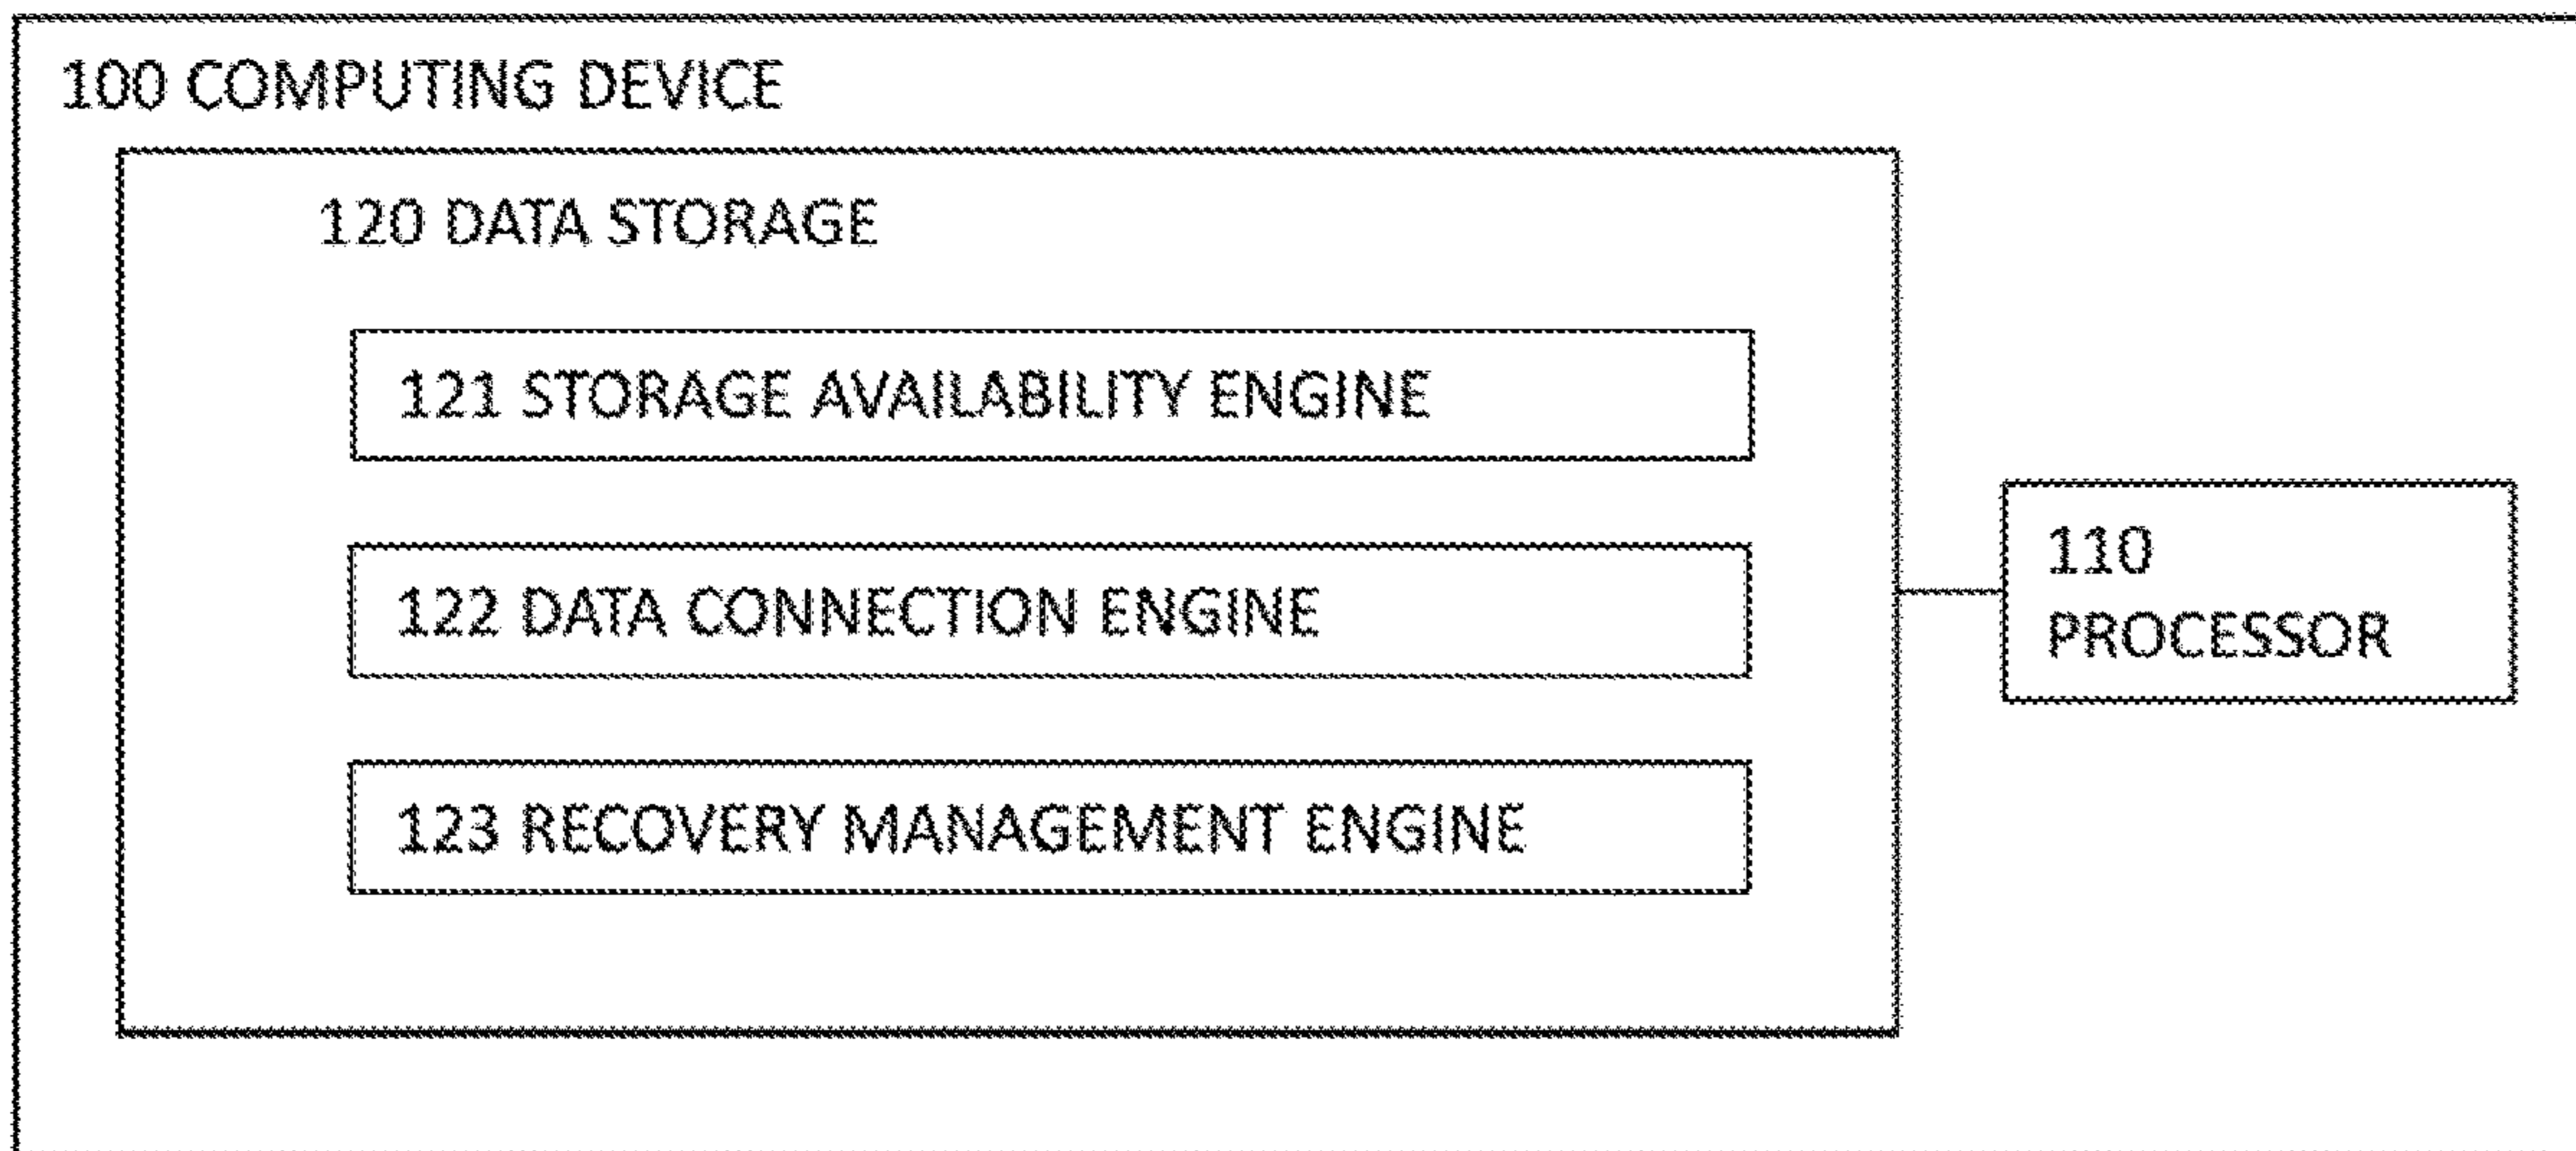 100 COMPUTING DEVICE
120 DATA STORAGE
121 STORAGE AVAILABILITY ENGINE
122 DATA CONNECTION ENGINE
123 RECOVERY MANAGEMENT ENGINE
110
PROCESSOR